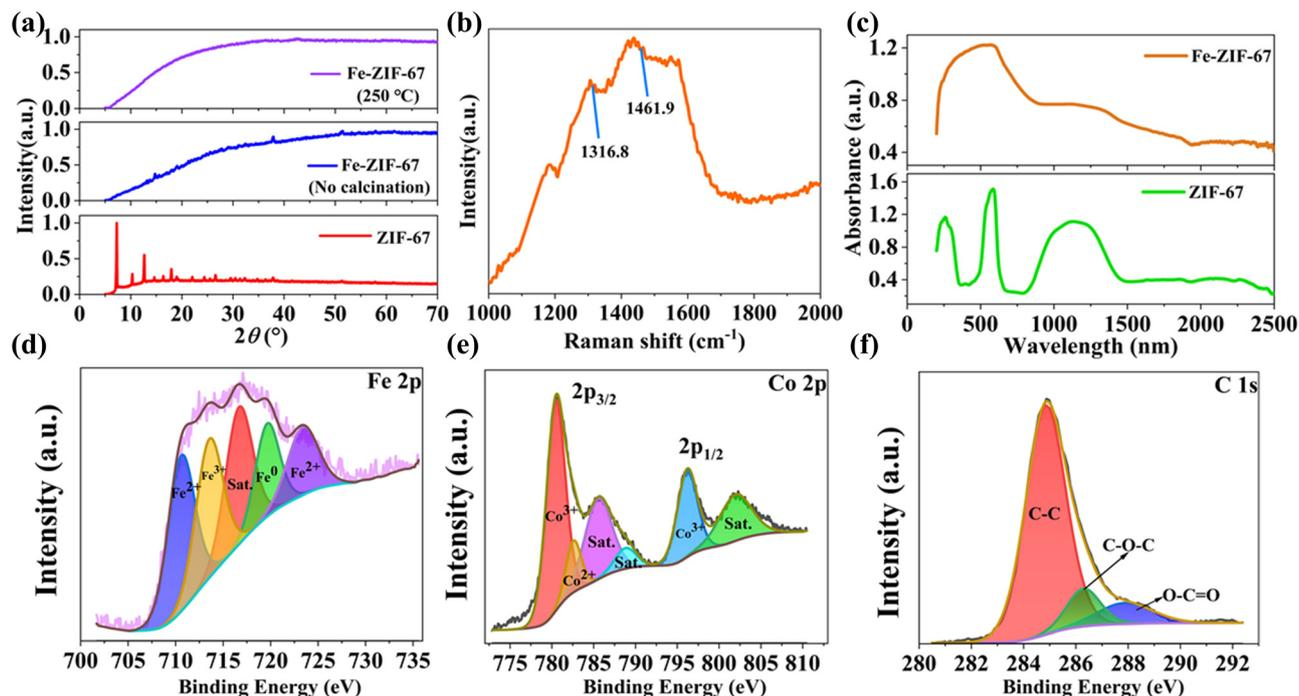 (a)
1.0
0.5
0.0
Fe-ZIF-67
(250 °C)
1.0
0.5
0.0
Fe-ZIF-67
(No calcination)
1.0
0.5
0.0
ZIF-67
0 10 20 30 40 50 60 70
Intensity(a.u.)
2θ (°)
(b)
1316.8
1461.9
Intensity(a.u.)
1000 1200 1400 1600 1800 2000
Raman shift (cm-1)
(c)
1.2
0.8
0.4
Fe-ZIF-67
1.6
1.2
0.8
0.4
ZIF-67
Absorbance (a.u.)
0 500 1000 1500 2000 2500
Wavelength (nm)
(d)
Fe 2p
Fe2+
Fe3+
Sat.
Fe0
Fe2+
Intensity (a.u.)
700 705 710 715 720 725 730 735
Binding Energy (eV)
(e)
Co 2p
2p3/2
2p1/2
Co3+
Co2+
Sat.
Sat.
Co3+
Sat.
Intensity (a.u.)
775 780 785 790 795 800 805 810
Binding Energy (eV)
(f)
C 1s
C-C
C-O-C
O-C=O
Intensity (a.u.)
280 282 284 286 288 290 292
Binding Energy (eV)